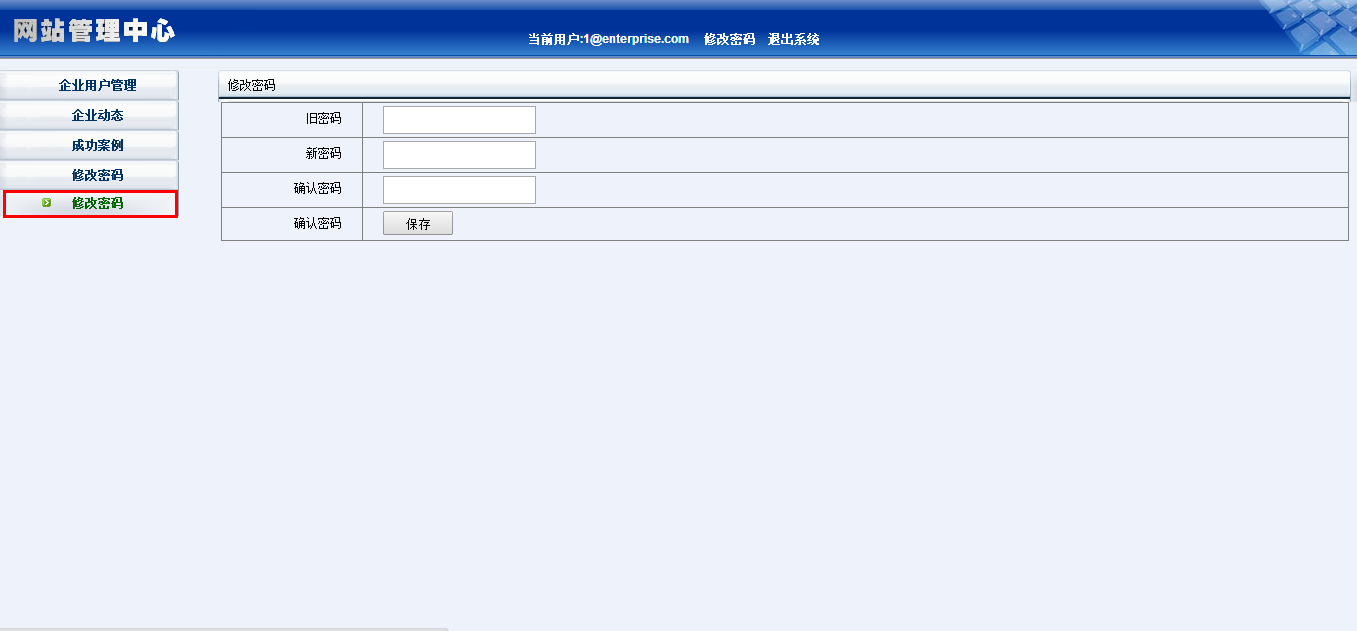 网站管理中心
当前用户:1@enterprise.com 修改密码 退出系统
企业用户管理
企业动态
成功案例
修改密码
修改密码
修改密码
旧密码
新密码
确认密码
确认密码 保存